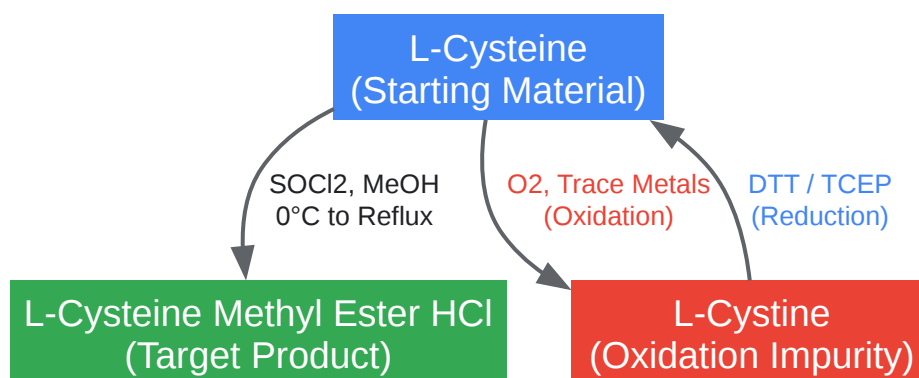 L-Cysteine
(Starting Material)
SOCl2, MeOH
0°C to Reflux
O2, Trace Metals
(Oxidation)
DTT / TCEP
(Reduction)
L-Cysteine Methyl Ester HCl
(Target Product)
L-Cystine
(Oxidation Impurity)